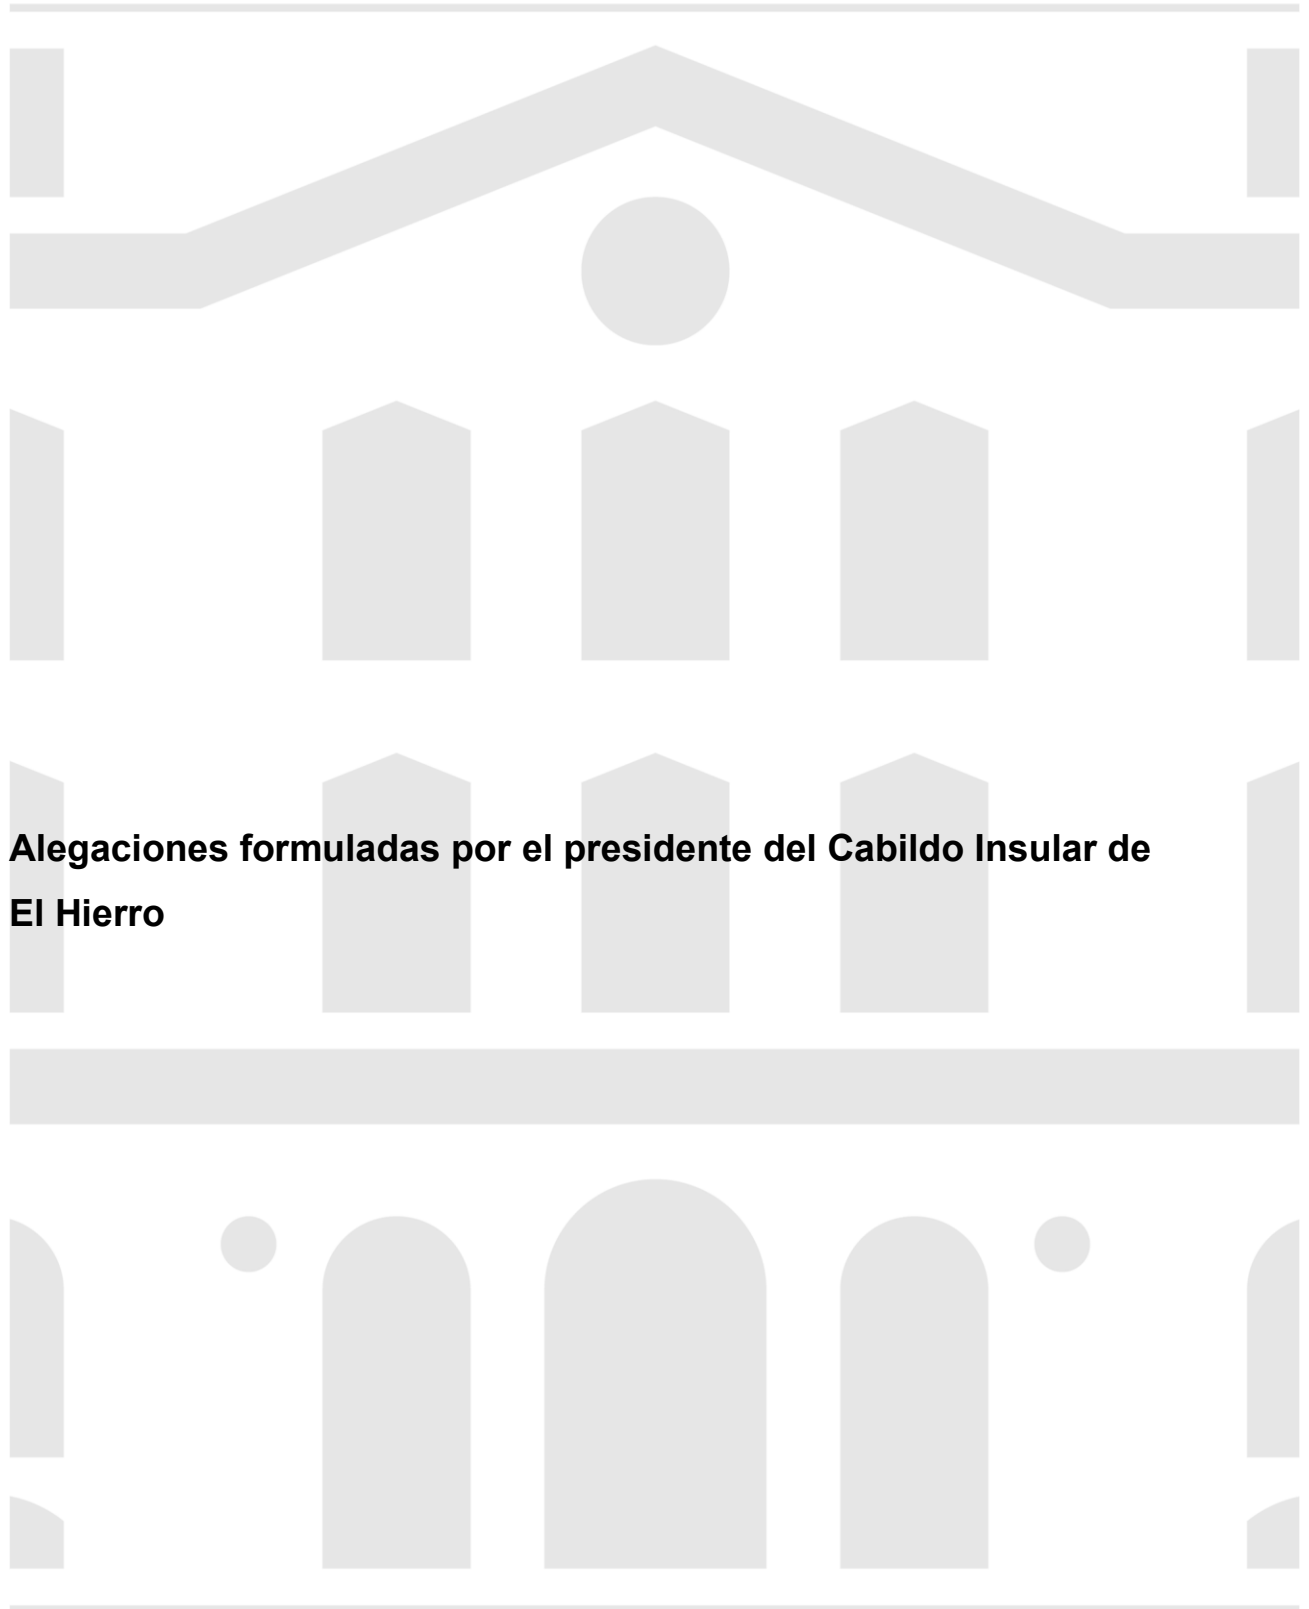 Alegaciones formuladas por el presidente del Cabildo Insular de
El Hierro